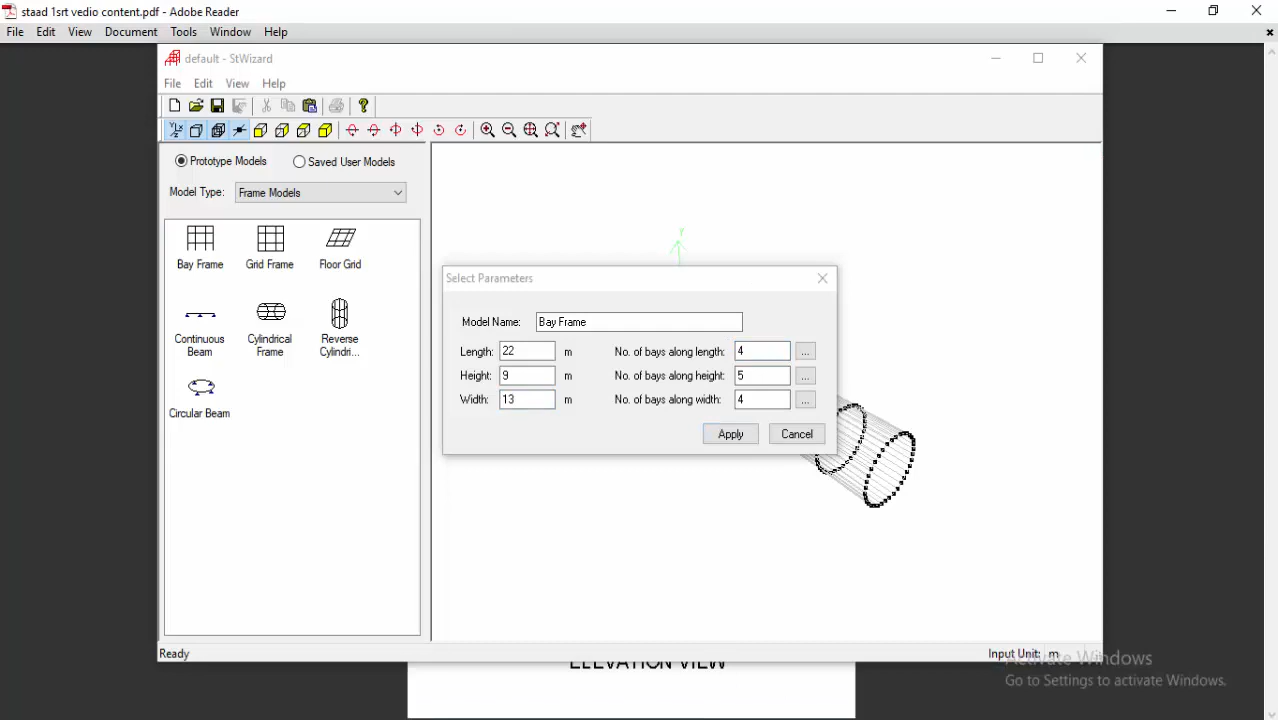 staad 1srt vedio content.pdf - Adobe Reader
File Edit View Document Tools Window Help
default - StWizard
File Edit View Help
Prototype Models Saved User Models
Model Type: Frame Models
Bay Frame Grid Frame Floor Grid
Continuous Beam Cylindrical Frame Reverse Cylindri...
Circular Beam
Y
Select Parameters
Model Name: Bay Frame
Length: 22 m No. of bays along length: 4 ...
Height: 9 m No. of bays along height: 5 ...
Width: 13 m No. of bays along width: 4 ...
Apply Cancel
Ready Input Unit: m
ELEVATION VIEW
Activate Windows
Go to Settings to activate Windows.